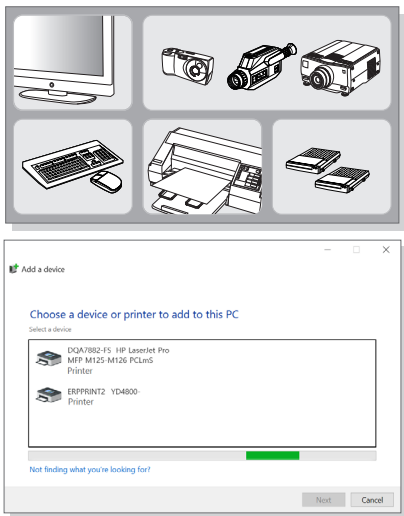 Add a device
Choose a device or printer to add to this PC
Select a device
DQA7882-F5 HP LaserJet Pro
MFP M125-M126 PCLmS
Printer
ERPPRINT2 YD4800-
Printer
Not finding what you're looking for?
Next
Cancel